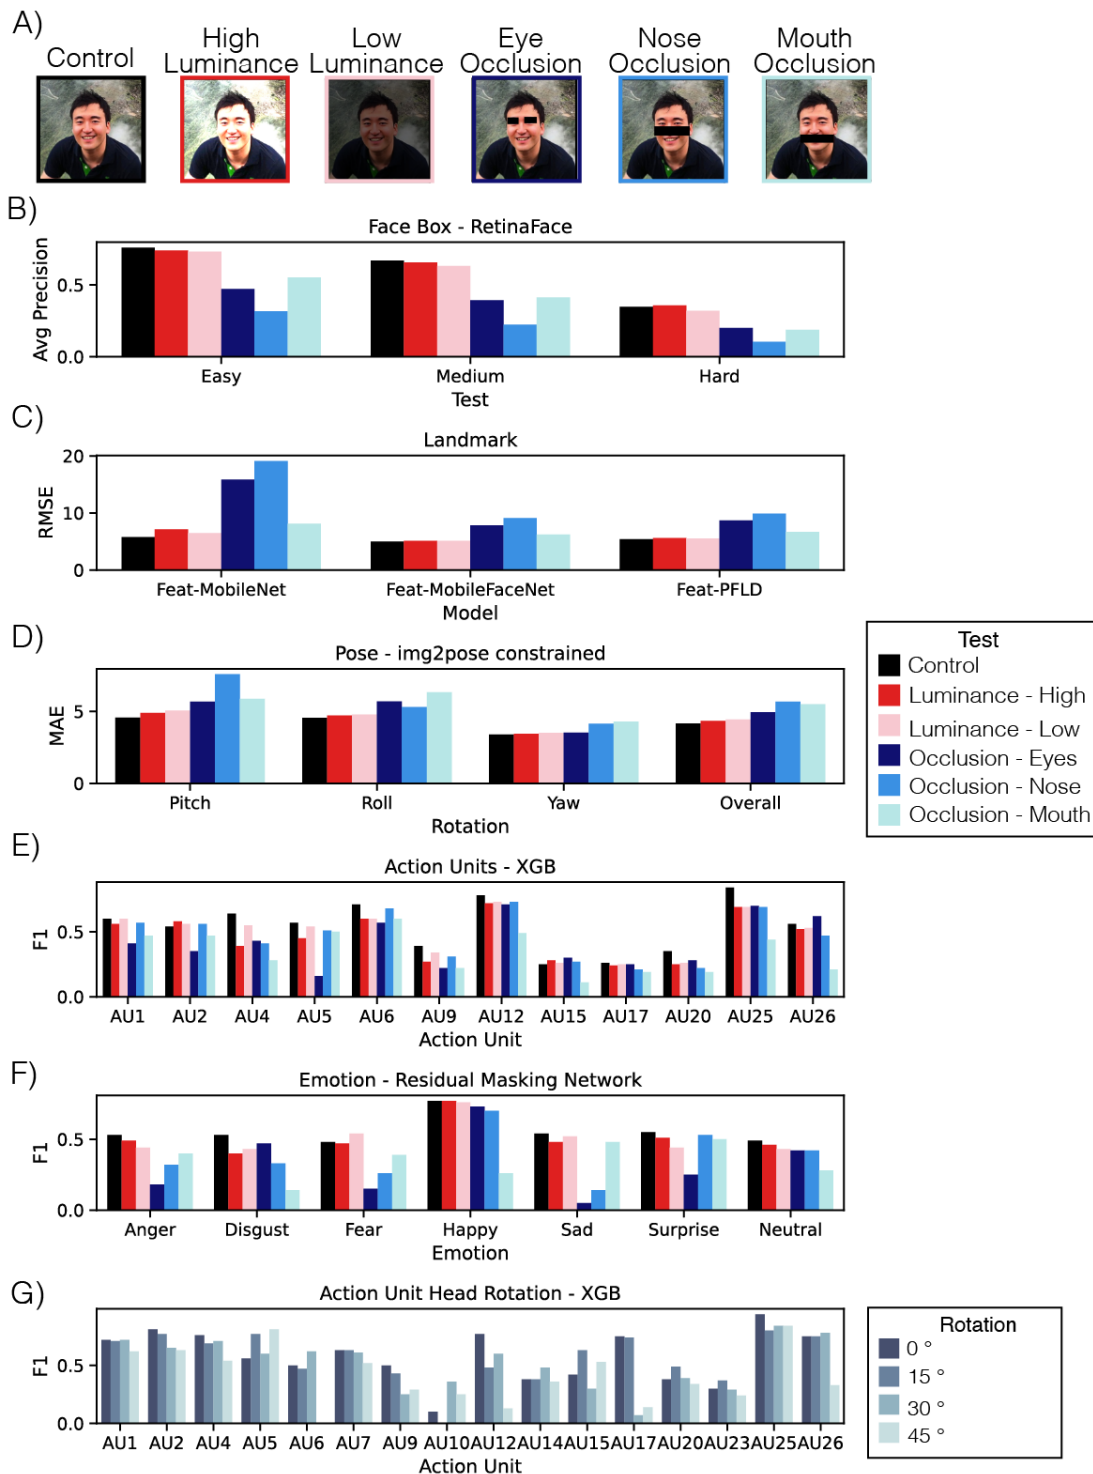 A)
Control
High
Luminance
Low
Luminance
Eye
Occlusion
Nose
Occlusion
Mouth
Occlusion
B)
Face Box - RetinaFace
Avg Precision
0.5
0.0
Easy
Medium
Hard
Test
C)
Landmark
RMSE
20
10
0
Feat-MobileNet
Feat-MobileFaceNet
Feat-PFLD
Model
D)
Pose - img2pose constrained
MAE
5
0
Pitch
Roll
Yaw
Overall
Rotation
Test
Control
Luminance - High
Luminance - Low
Occlusion - Eyes
Occlusion - Nose
Occlusion - Mouth
E)
Action Units - XGB
F1
0.5
0.0
AU1
AU2
AU4
AU5
AU6
AU9
AU12
AU15
AU17
AU20
AU25
AU26
Action Unit
F)
Emotion - Residual Masking Network
F1
0.5
0.0
Anger
Disgust
Fear
Happy
Sad
Surprise
Neutral
Emotion
G)
Action Unit Head Rotation - XGB
F1
0.5
0.0
AU1
AU2
AU4
AU5
AU6
AU7
AU9
AU10
AU12
AU14
AU15
AU17
AU20
AU23
AU25
AU26
Action Unit
Rotation
0 °
15 °
30 °
45 °